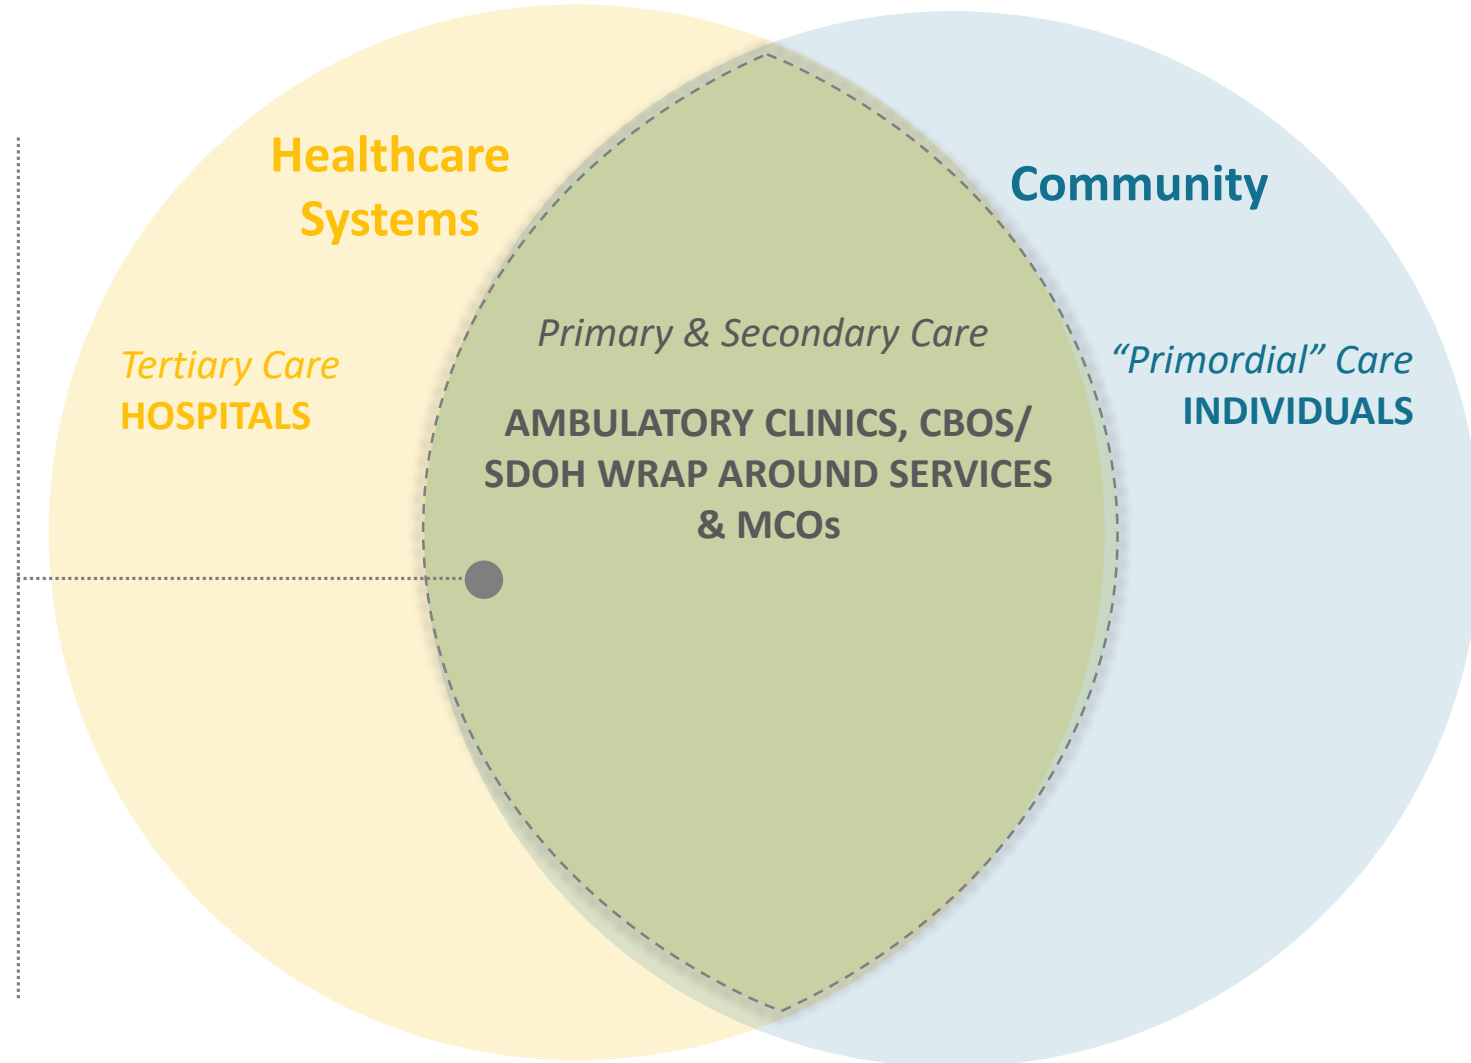 Healthcare
Systems
Tertiary Care
HOSPITALS
Primary & Secondary Care
AMBULATORY CLINICS, CBOS/
SDOH WRAP AROUND SERVICES
& MCOs
Community
“Primordial” Care
INDIVIDUALS